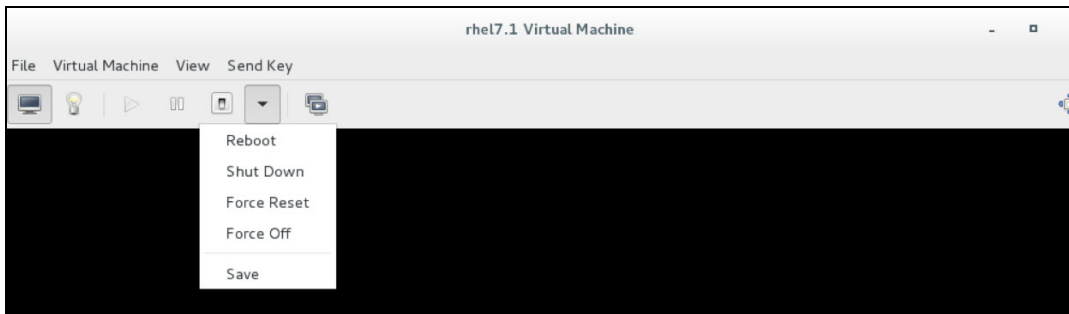 rhel7.1 Virtual Machine
File Virtual Machine View Send Key
Reboot
Shut Down
Force Reset
Force Off
Save